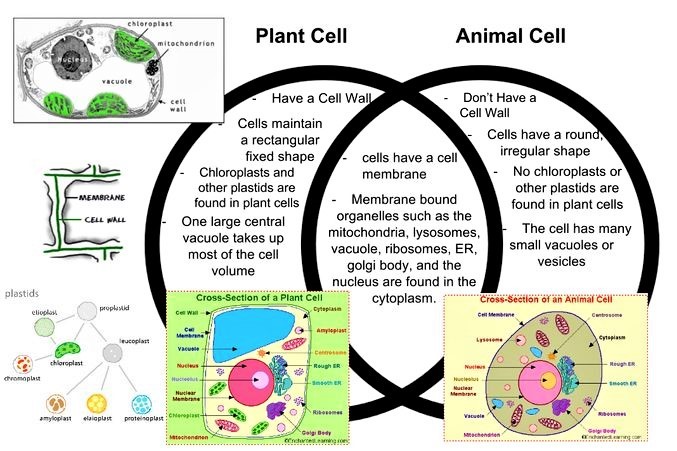 Plant Cell
Animal Cell
chloroplast
mitochondrion
Nucleus
vacuole
cell
wall
- Have a Cell Wall
- Cells maintain
a rectangular
fixed shape
- Chloroplasts and
other plastids are
found in plant cells
- One large central
vacuole takes up
most of the cell
volume
- cells have a cell
membrane
- Membrane bound
organelles such as the
mitochondria, lysosomes,
vacuole, ribosomes, ER,
golgi body, and the
nucleus are found in the
cytoplasm.
- Don't Have a
Cell Wall
- Cells have a round,
irregular shape
- No chloroplasts or
other plastids are
found in plant cells
- The cell has many
small vacuoles or
vesicles
MEMBRANE
CELL WALL
plastids
proplastid
etioplast
chloroplast
leucoplast
chromoplast
amyloplast
elaioplast
proteinoplast
Cross-Section of a Plant Cell
Cell Wall
Cell
Membrane
Vacuole
Nucleus
Nucleolus
Nuclear
Membrane
Chloroplast
Mitochondrion
Cytoplasm
Amyloplast
Centrosome
Rough ER
Smooth ER
Ribosomes
Golgi Body
©EnchantedLearning.com
Cross-Section of an Animal Cell
Cell Membrane
Lysosome
Nucleus
Nucleolus
Nuclear
Membrane
Vacuole
Mitochondrion
Centrosome
Cytoplasm
Rough ER
Smooth ER
Ribosomes
Golgi Body
©EnchantedLearning.com